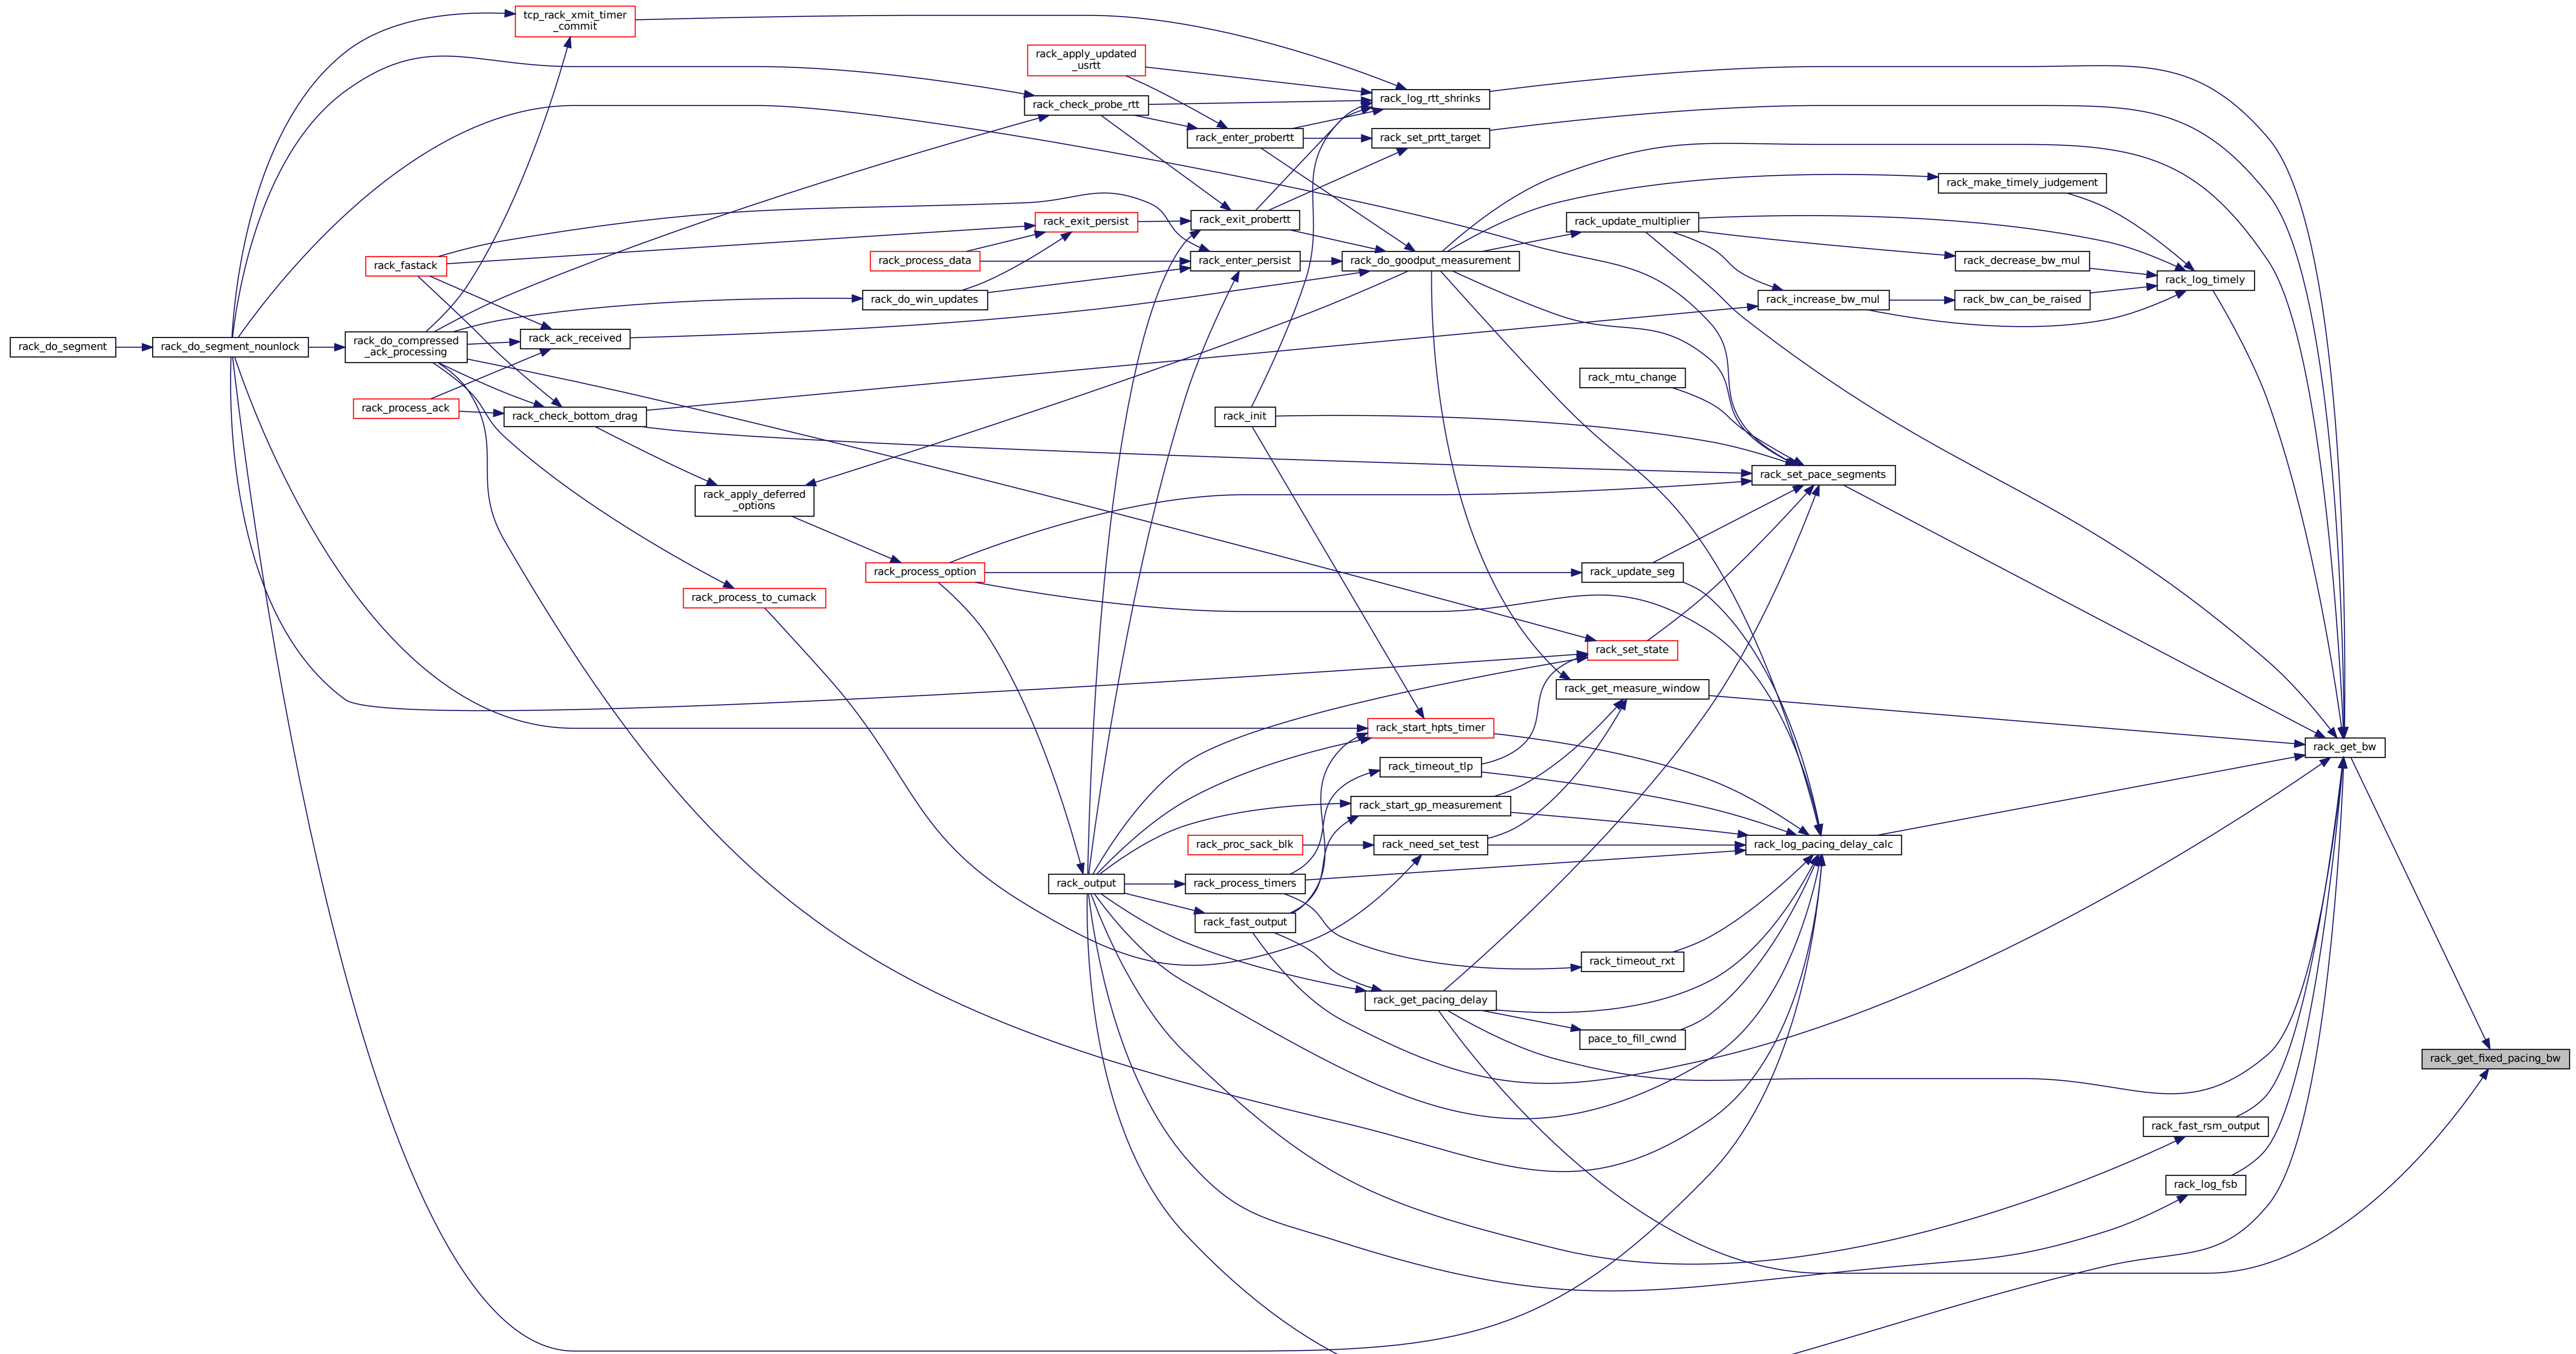 tcp_rack_xmit_timer
_commit
rack_apply_updated
_usrtt
rack_check_probe_rtt
rack_log_rtt_shrinks
rack_enter_probertt
rack_set_prtt_target
rack_make_timely_judgement
rack_exit_persist
rack_exit_probertt
rack_update_multiplier
rack_fastack
rack_process_data
rack_enter_persist
rack_do_goodput_measurement
rack_decrease_bw_mul
rack_log_timely
rack_do_win_updates
rack_increase_bw_mul
rack_bw_can_be_raised
rack_do_segment
rack_do_segment_nounlock
rack_do_compressed
_ack_processing
rack_ack_received
rack_mtu_change
rack_process_ack
rack_check_bottom_drag
rack_init
rack_set_pace_segments
rack_apply_deferred
_options
rack_process_option
rack_update_seg
rack_process_to_cumack
rack_set_state
rack_get_measure_window
rack_start_hpts_timer
rack_get_bw
rack_timeout_tlp
rack_start_gp_measurement
rack_proc_sack_blk
rack_need_set_test
rack_log_pacing_delay_calc
rack_output
rack_process_timers
rack_fast_output
rack_timeout_rxt
rack_get_pacing_delay
pace_to_fill_cwnd
rack_get_fixed_pacing_bw
rack_fast_rsm_output
rack_log_fsb